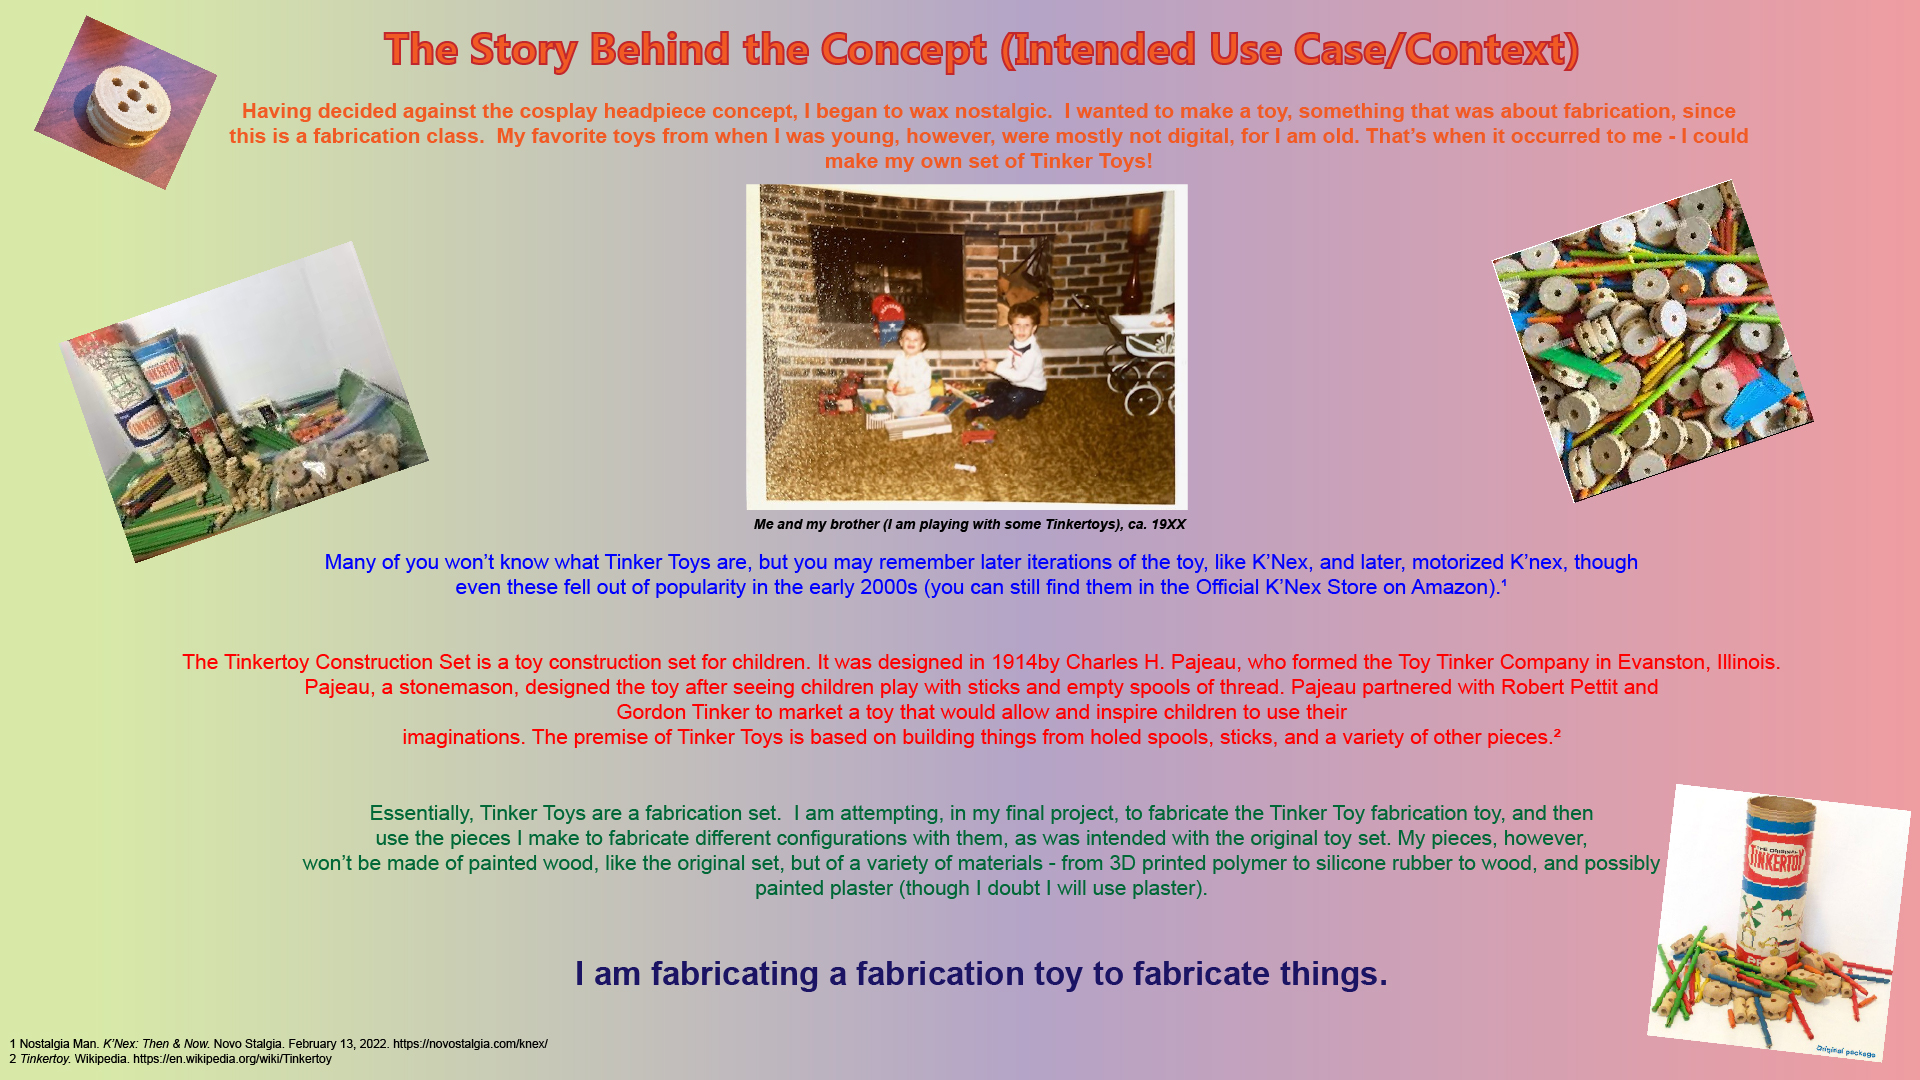 The Story Behind the Concept (Intended Use Case/Context)
Having decided against the cosplay headpiece concept, I began to wax nostalgic.  I wanted to make a toy, something that was about fabrication, since
this is a fabrication class.  My favorite toys from when I was young, however, were mostly not digital, for I am old. That’s when it occurred to me - I could
make my own set of Tinker Toys!
TINKERTOY
TINKERTOY
Me and my brother (I am playing with some Tinkertoys), ca. 19XX
Many of you won’t know what Tinker Toys are, but you may remember later iterations of the toy, like K’Nex, and later, motorized K’nex, though
even these fell out of popularity in the early 2000s (you can still find them in the Official K’Nex Store on Amazon).¹
The Tinkertoy Construction Set is a toy construction set for children. It was designed in 1914by Charles H. Pajeau, who formed the Toy Tinker Company in Evanston, Illinois.
Pajeau, a stonemason, designed the toy after seeing children play with sticks and empty spools of thread. Pajeau partnered with Robert Pettit and
Gordon Tinker to market a toy that would allow and inspire children to use their
imaginations. The premise of Tinker Toys is based on building things from holed spools, sticks, and a variety of other pieces.²
Essentially, Tinker Toys are a fabrication set.  I am attempting, in my final project, to fabricate the Tinker Toy fabrication toy, and then
use the pieces I make to fabricate different configurations with them, as was intended with the original toy set. My pieces, however,
won’t be made of painted wood, like the original set, but of a variety of materials - from 3D printed polymer to silicone rubber to wood, and possibly
painted plaster (though I doubt I will use plaster).
THE ORIGINAL
TINKERTOY
I am fabricating a fabrication toy to fabricate things.
Original package
1 Nostalgia Man. K’Nex: Then & Now. Novo Stalgia. February 13, 2022. https://novostalgia.com/knex/
2 Tinkertoy. Wikipedia. https://en.wikipedia.org/wiki/Tinkertoy